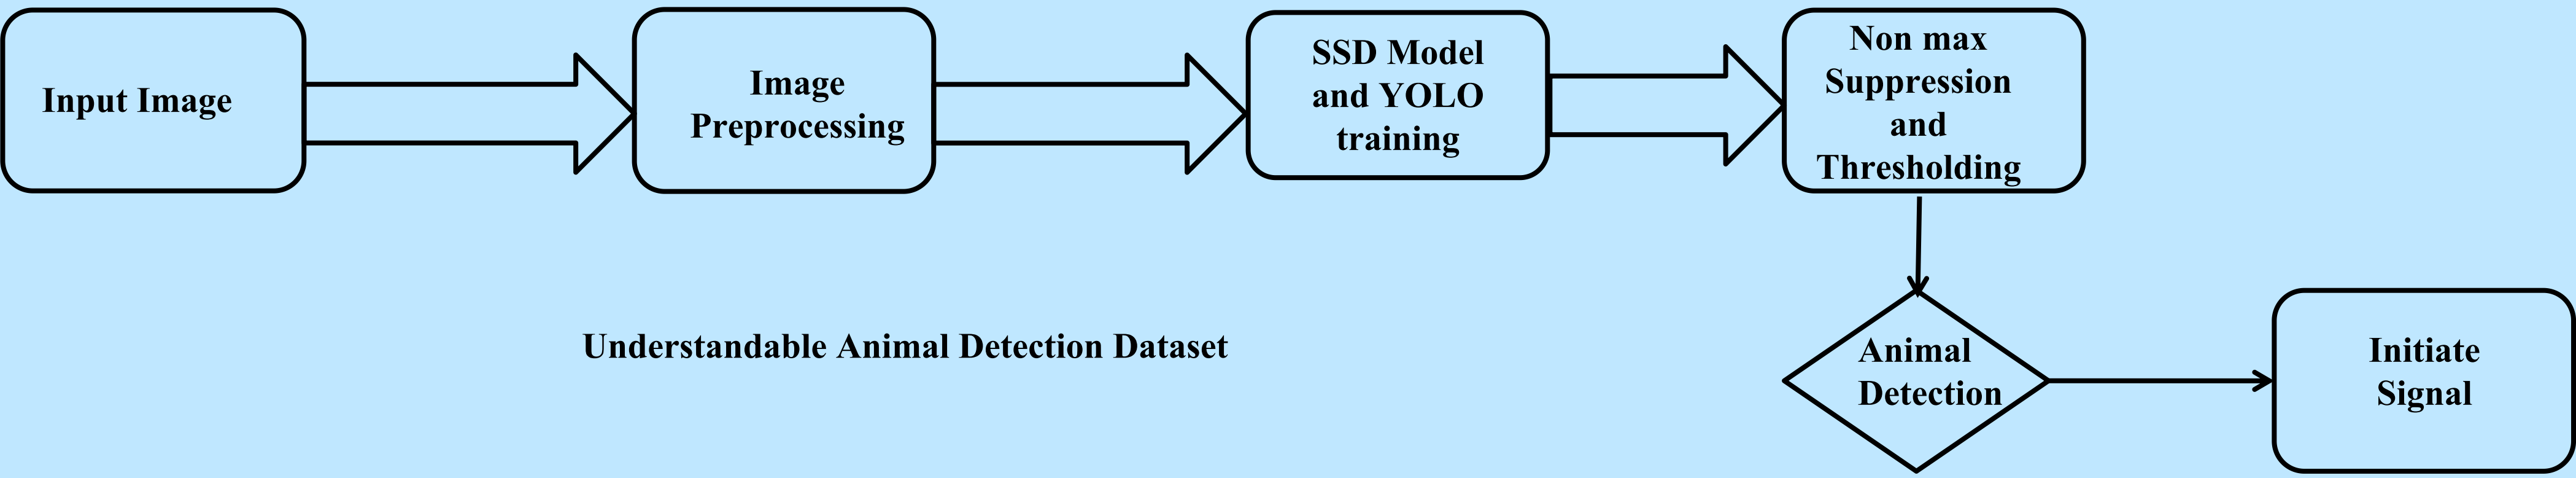 Input Image
Image
Preprocessing
SSD Model
and YOLO
training
Non max
Suppression
and
Thresholding
Understandable Animal Detection Dataset
Animal
Detection
Initiate
Signal